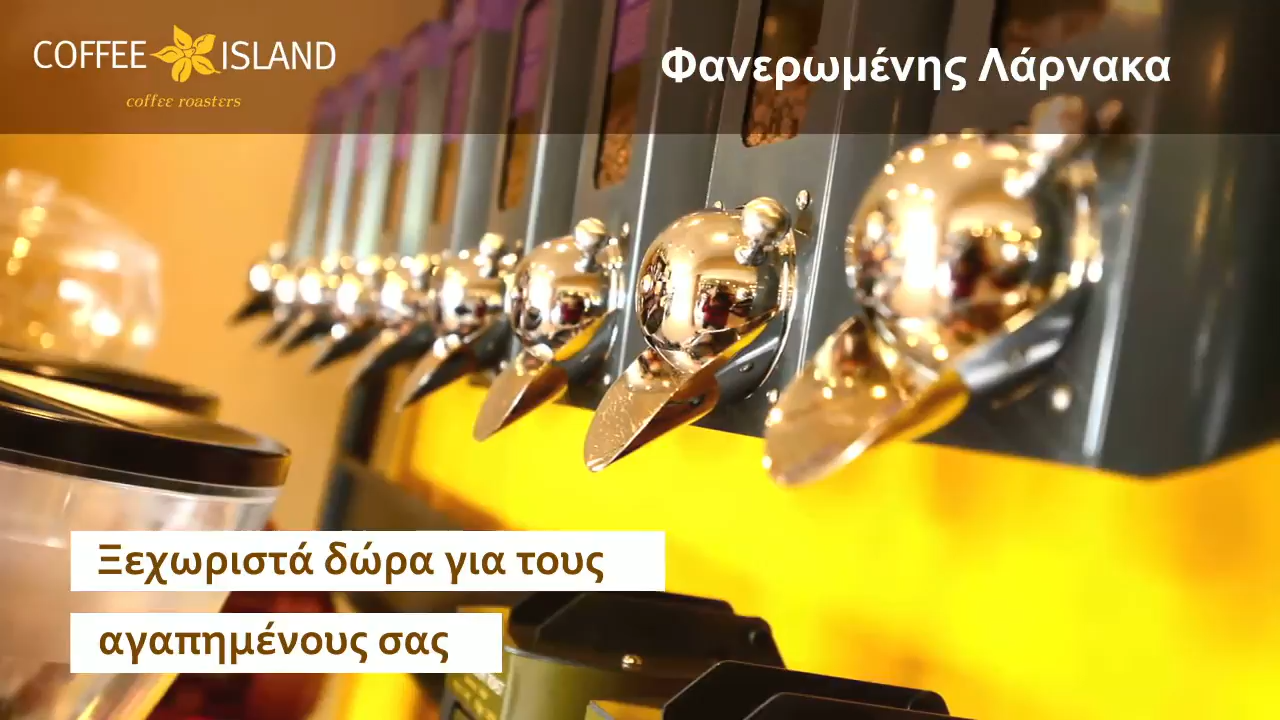 COFFEE ISLAND
coffee roasters
Φανερωμένης Λάρνακα
Ξεχωριστά δώρα για τους
αγαπημένους σας